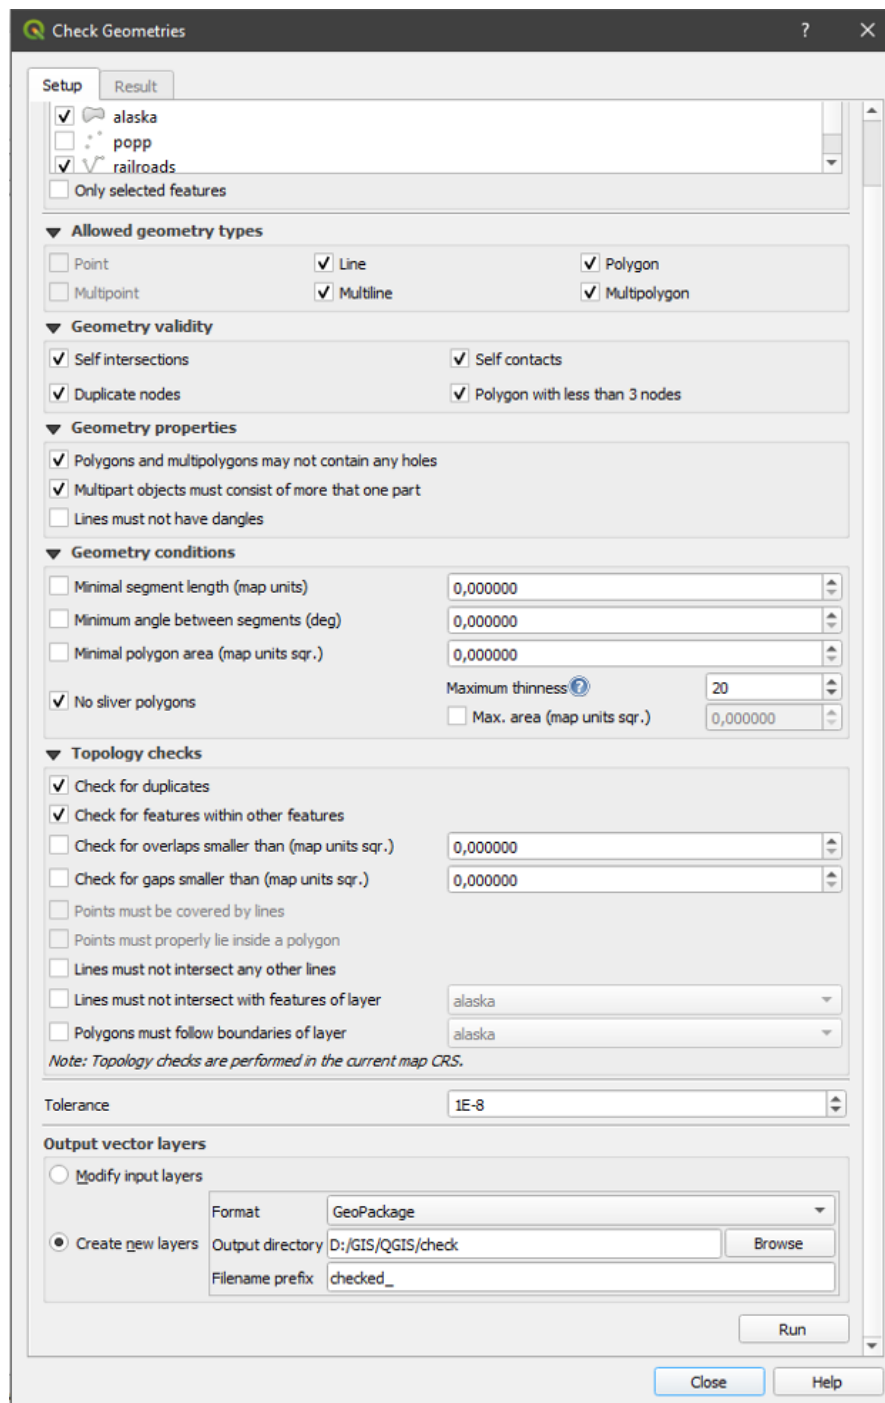 Check Geometries
?
Setup Result
alaska
popp
railroads
Only selected features
Allowed geometry types
Point Line Polygon
Multipoint Multiline Multipolygon
Geometry validity
Self intersections Self contacts
Duplicate nodes Polygon with less than 3 nodes
Geometry properties
Polygons and multipolygons may not contain any holes
Multipart objects must consist of more that one part
Lines must not have dangles
Geometry conditions
Minimal segment length (map units) 0,000000
Minimum angle between segments (deg) 0,000000
Minimal polygon area (map units sqr.) 0,000000
No sliver polygons Maximum thinness ? 20
Max. area (map units sqr.) 0,000000
Topology checks
Check for duplicates
Check for features within other features
Check for overlaps smaller than (map units sqr.) 0,000000
Check for gaps smaller than (map units sqr.) 0,000000
Points must be covered by lines
Points must properly lie inside a polygon
Lines must not intersect any other lines
Lines must not intersect with features of layer alaska
Polygons must follow boundaries of layer alaska
Note: Topology checks are performed in the current map CRS.
Tolerance 1E-8
Output vector layers
Modify input layers
Format GeoPackage
Create new layers Output directory D:/GIS/QGIS/check Browse
Filename prefix checked_
Run
Close Help